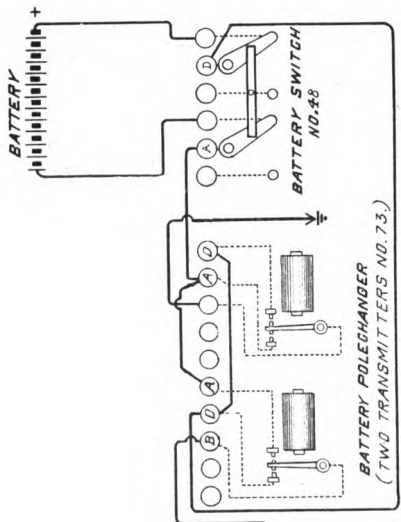 +
BATTERY
D
A
BATTERY SWITCH
NO.48
D
A
A
D
B
BATTERY POLECHANGER
(TWO TRANSMITTERS NO.73.)